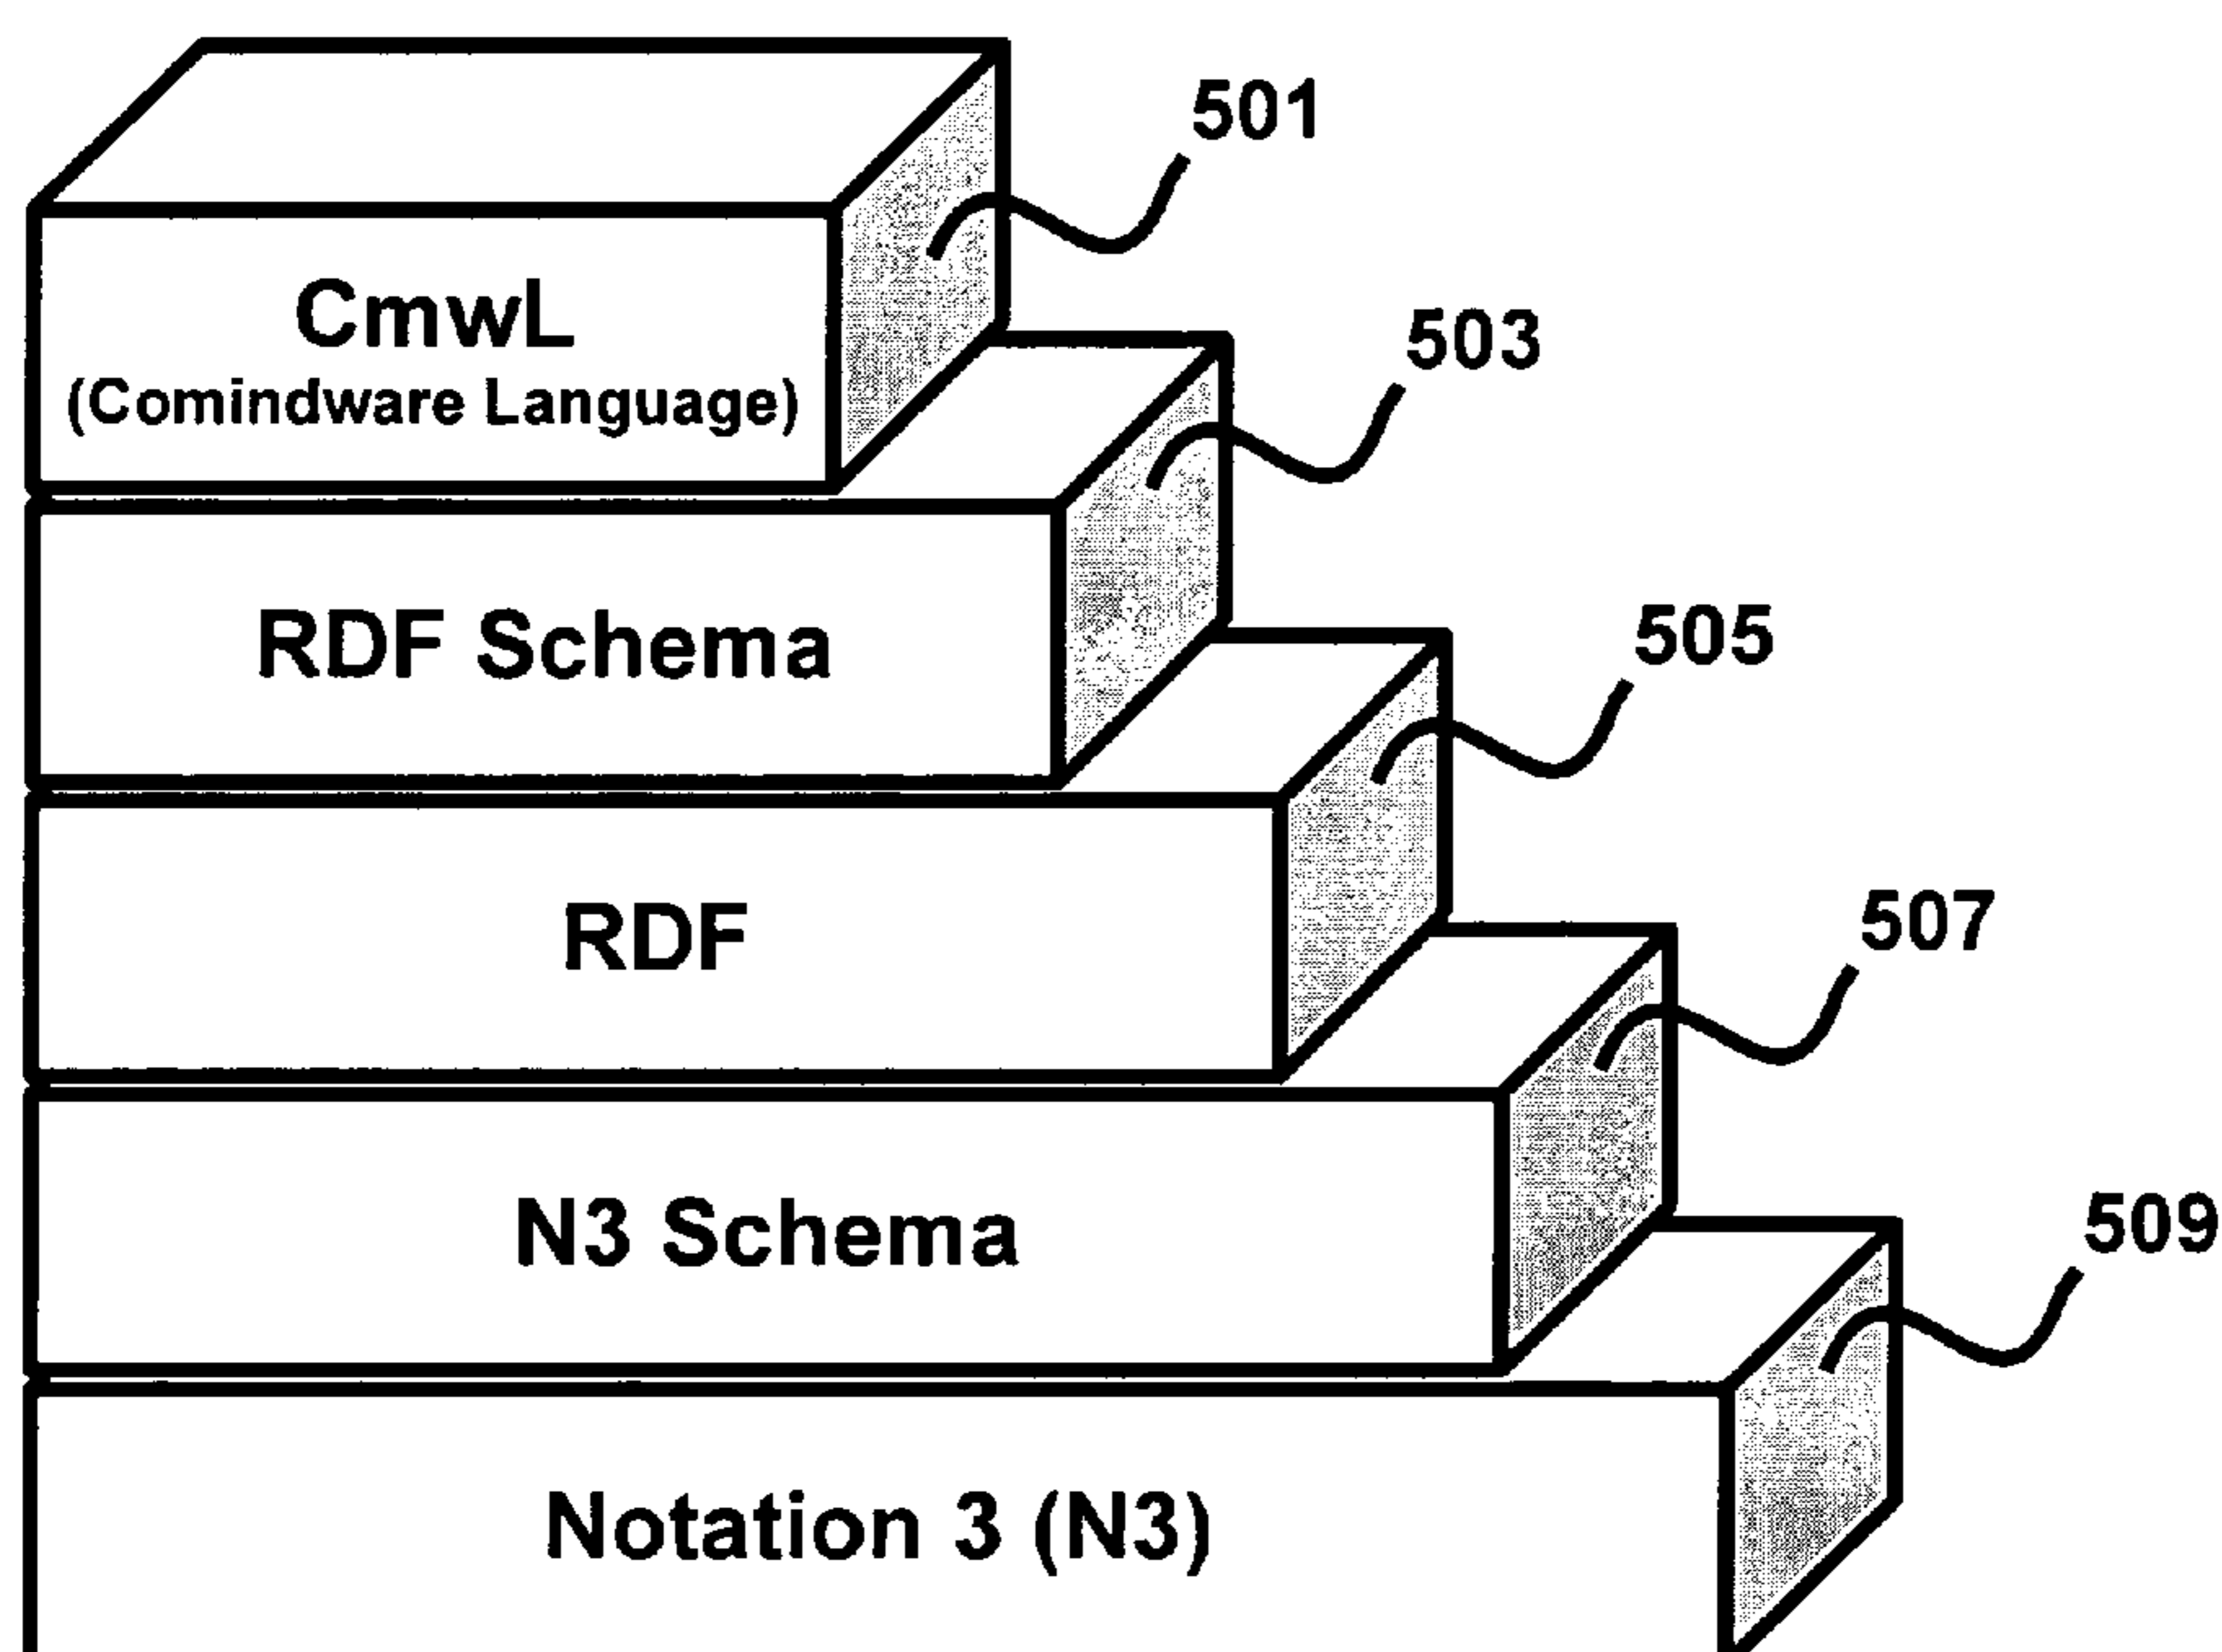 501
CmwL
(Comindware Language)
503
RDF Schema
505
RDF
507
N3 Schema
509
Notation 3 (N3)